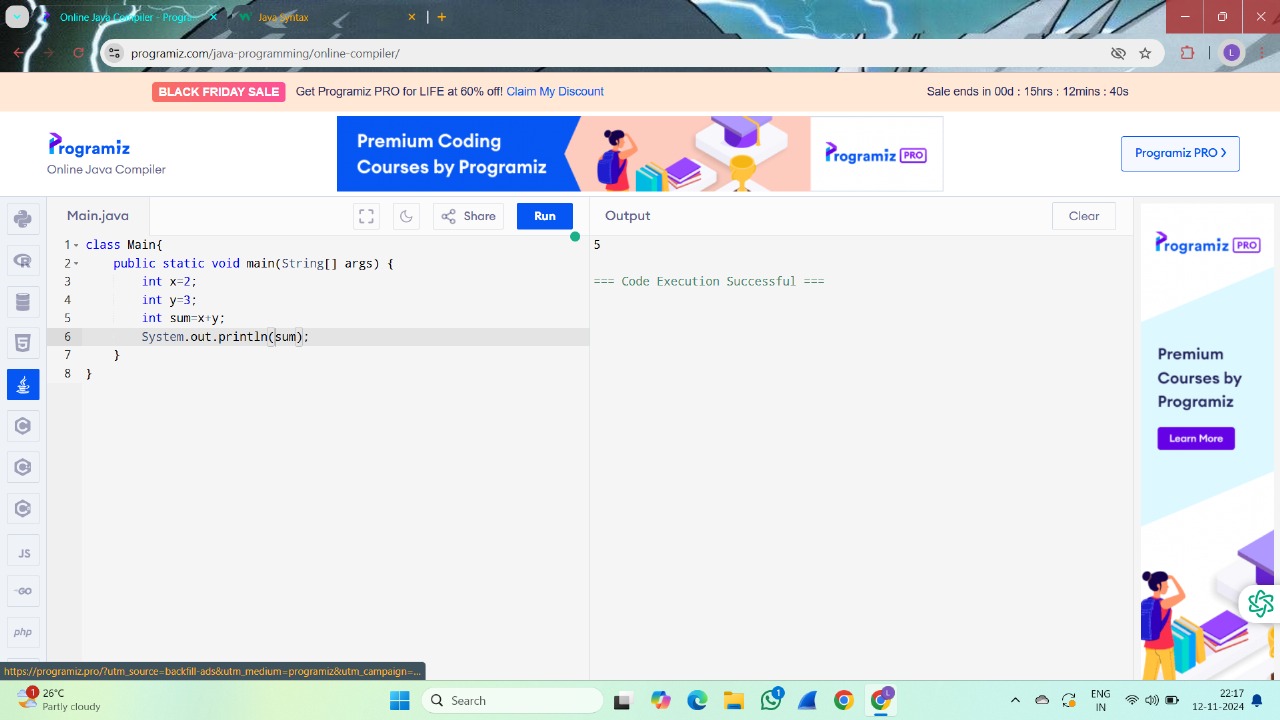 Online Java Compiler - Progra
Java Syntax
programiz.com/java-programming/online-compiler/
L
BLACK FRIDAY SALE Get Programiz PRO for LIFE at 60% off! Claim My Discount
Sale ends in 00d : 15hrs : 12mins : 40s
Programiz
Online Java Compiler
Premium Coding
Courses by Programiz
Programiz PRO
Programiz PRO
Main.java
Share
Run
Output
Clear
1 class Main{
2 public static void main(String[] args) {
3 int x=2;
4 int y=3;
5 int sum=x+y;
6 System.out.println(sum);
7 }
8 }
5
=== Code Execution Successful ===
Programiz PRO
Premium
Courses by
Programiz
Learn More
JS
GO
php
https://programiz.pro/?utm_source=backfill-ads&utm_medium=programiz&utm_campaign=...
1
26°C
Partly cloudy
Search
1
L
ENG
IN
22:17
12-11-2024